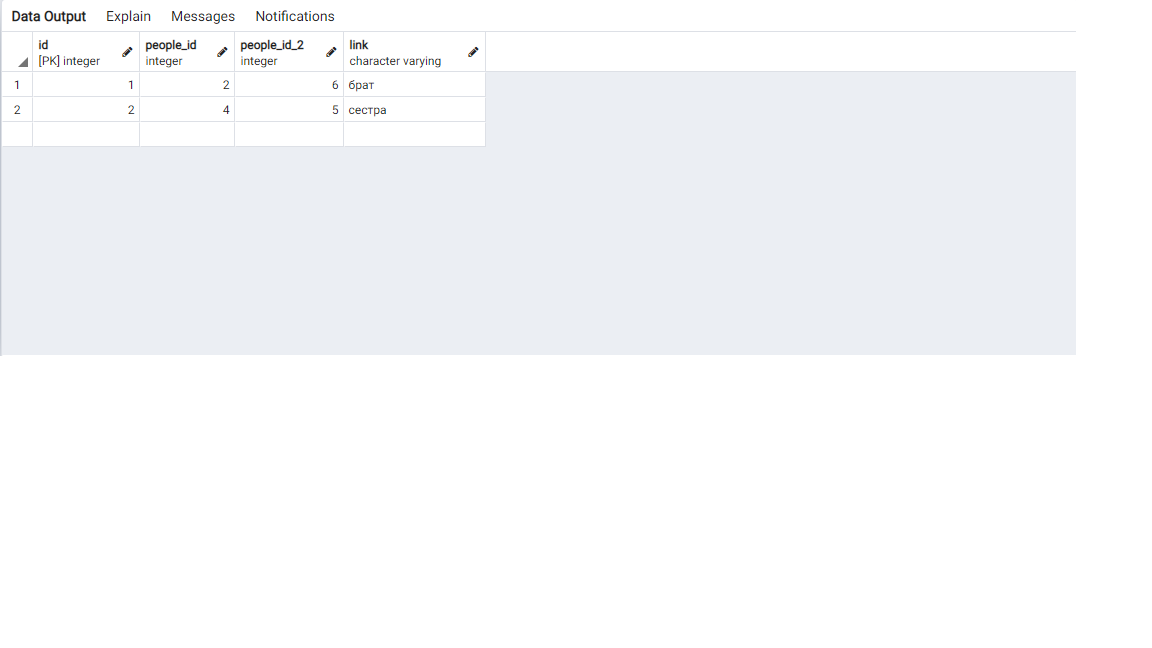 Data Output Explain Messages Notifications
id people_id people_id_2 link
[PK] integer integer integer character varying
1 1 2 6 брат
2 2 4 5 сестра